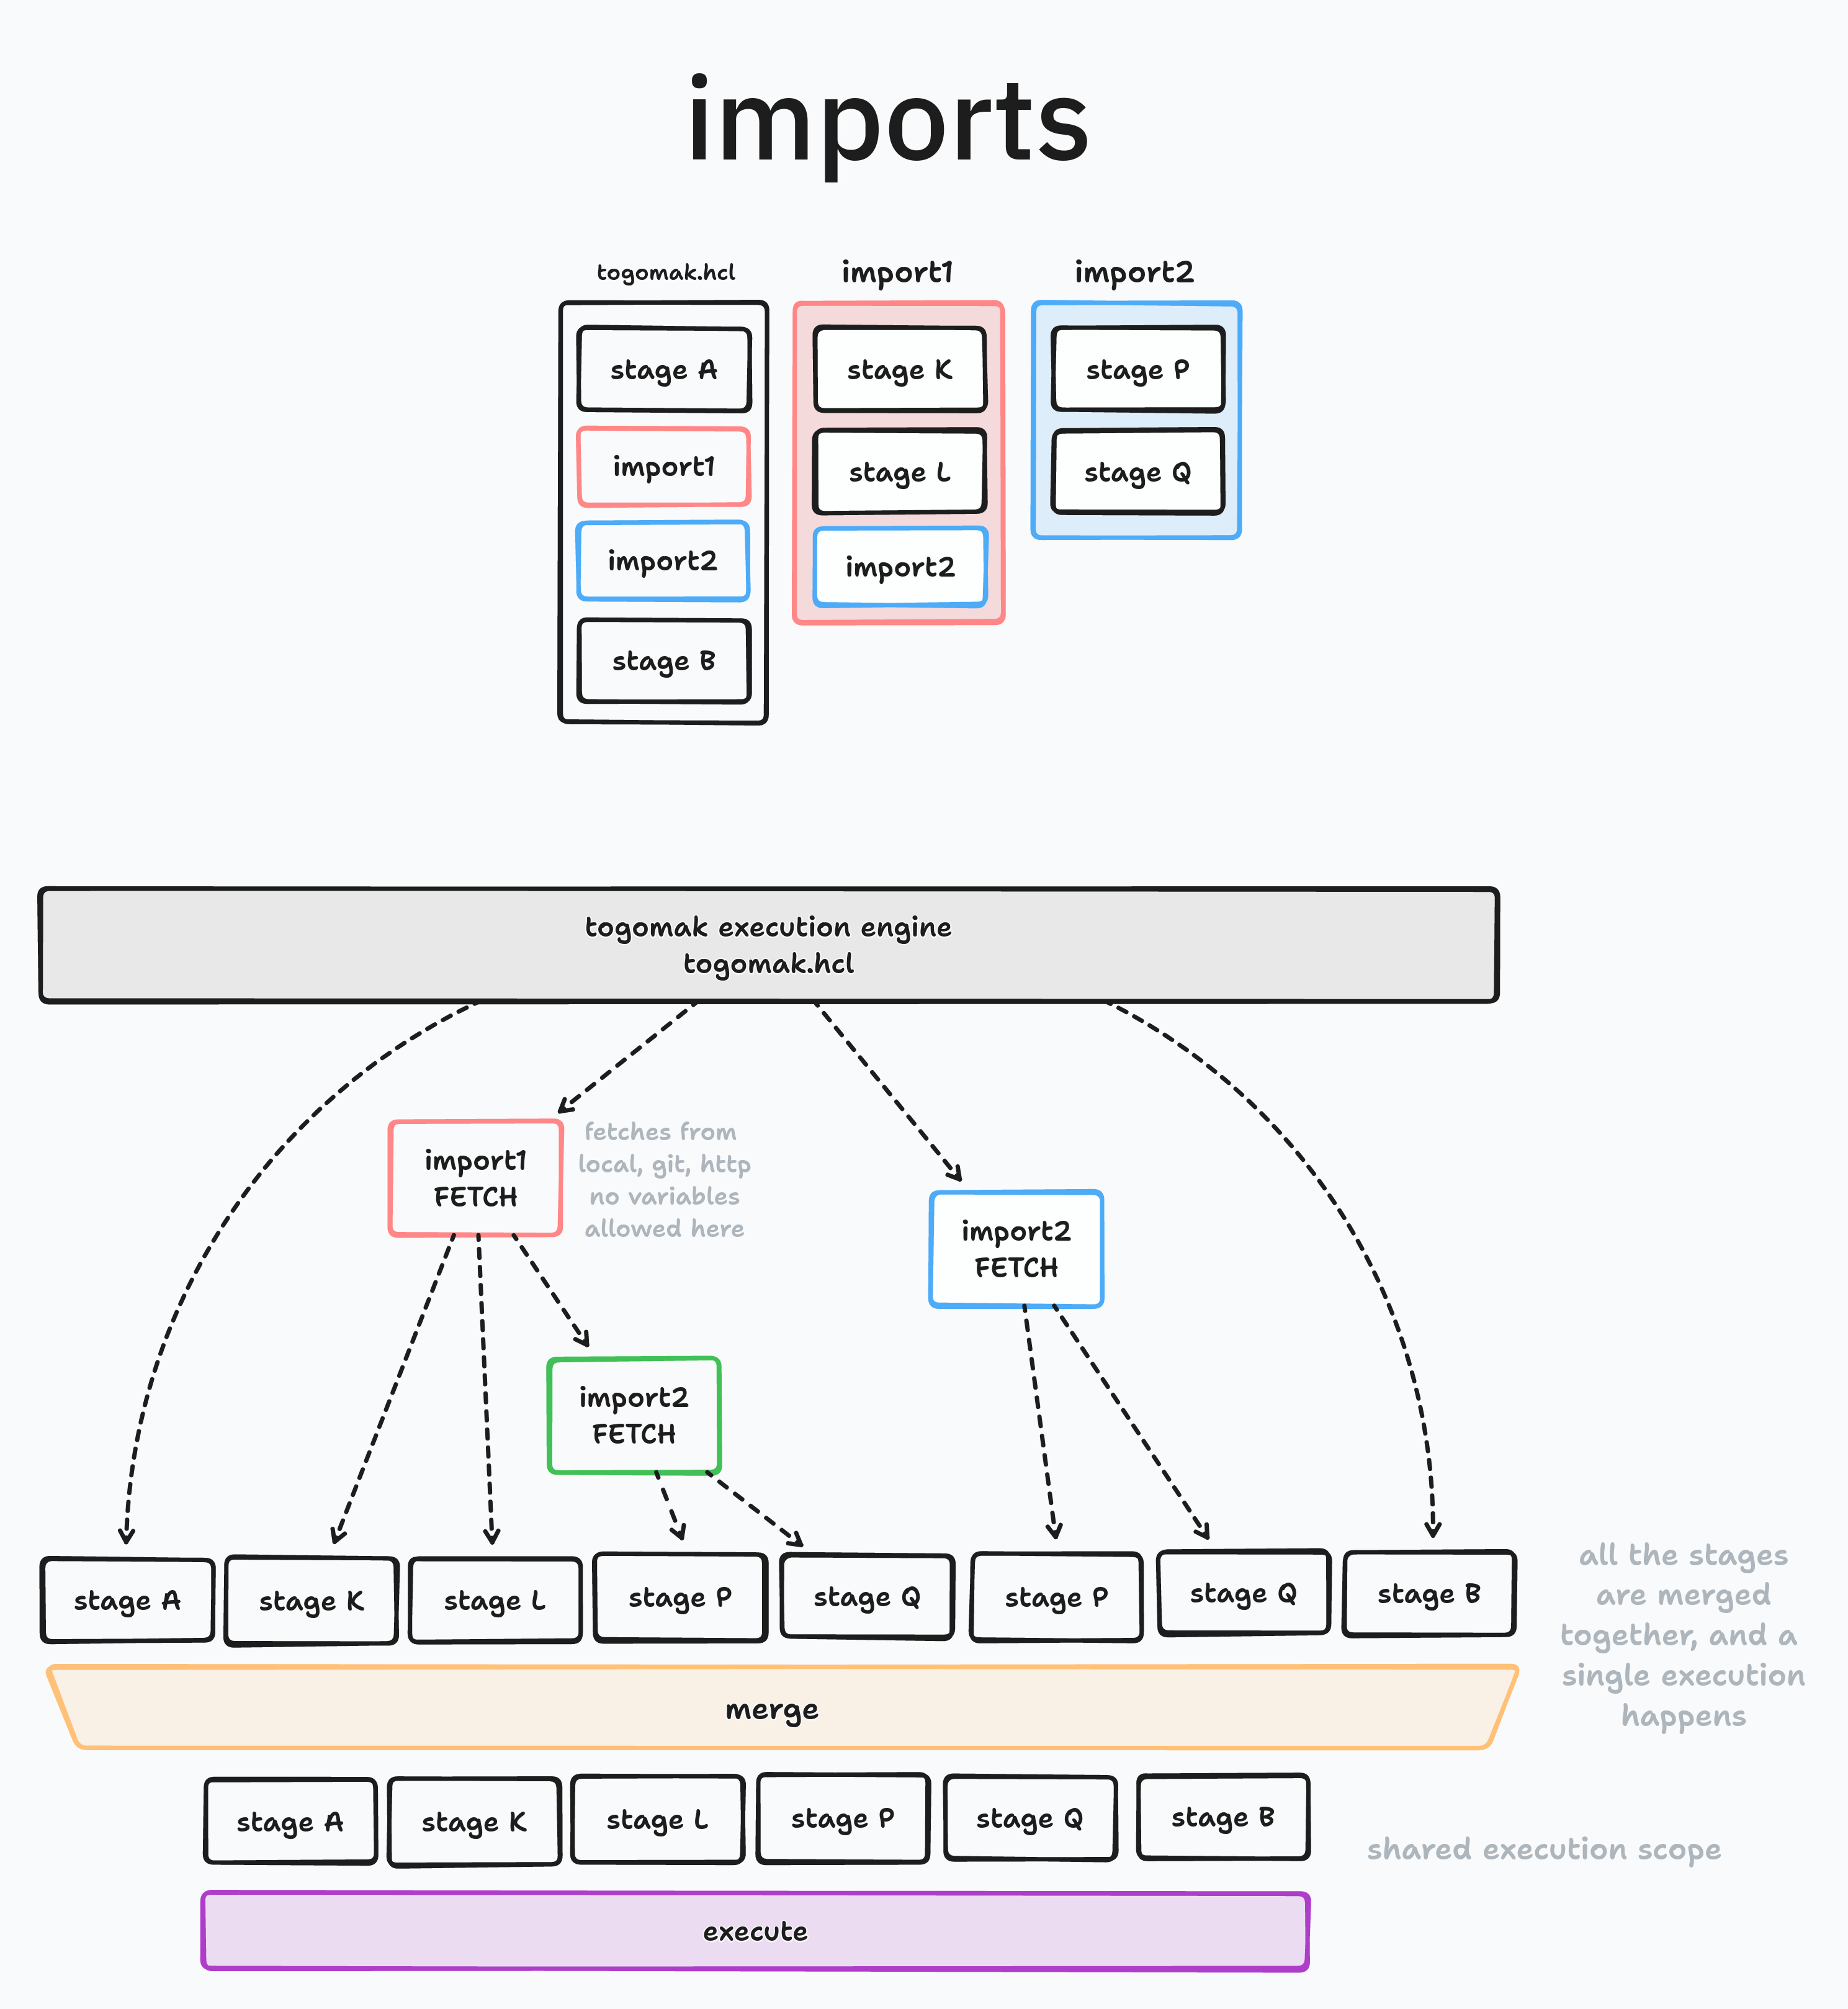 imports
togomak.hcl
import1
import2
stage A
import1
import2
stage B
stage K
stage L
import2
stage P
stage Q
togomak execution engine
togomak.hcl
import1
FETCH
fetches from
local, git, http
no variables
allowed here
import2
FETCH
import2
FETCH
stage A
stage K
stage L
stage P
stage Q
stage P
stage Q
stage B
all the stages
are merged
together, and a
single execution
happens
merge
stage A
stage K
stage L
stage P
stage Q
stage B
shared execution scope
execute